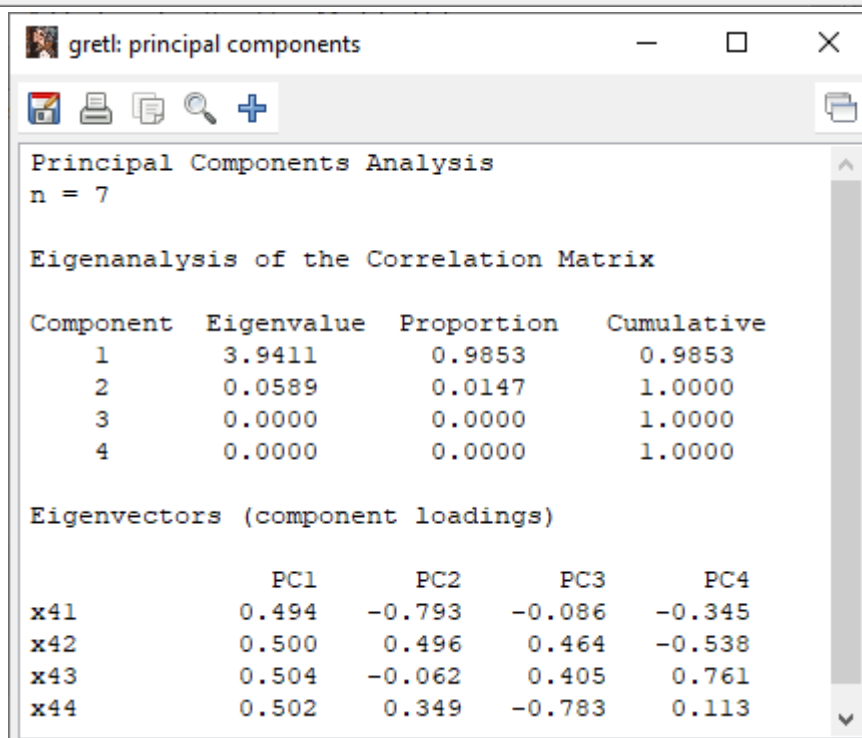 gretl: principal components
Principal Components Analysis
n = 7
Eigenanalysis of the Correlation Matrix
Component Eigenvalue Proportion Cumulative
1 3.9411 0.9853 0.9853
2 0.0589 0.0147 1.0000
3 0.0000 0.0000 1.0000
4 0.0000 0.0000 1.0000
Eigenvectors (component loadings)
PC1 PC2 PC3 PC4
x41 0.494 -0.793 -0.086 -0.345
x42 0.500 0.496 0.464 -0.538
x43 0.504 -0.062 0.405 0.761
x44 0.502 0.349 -0.783 0.113